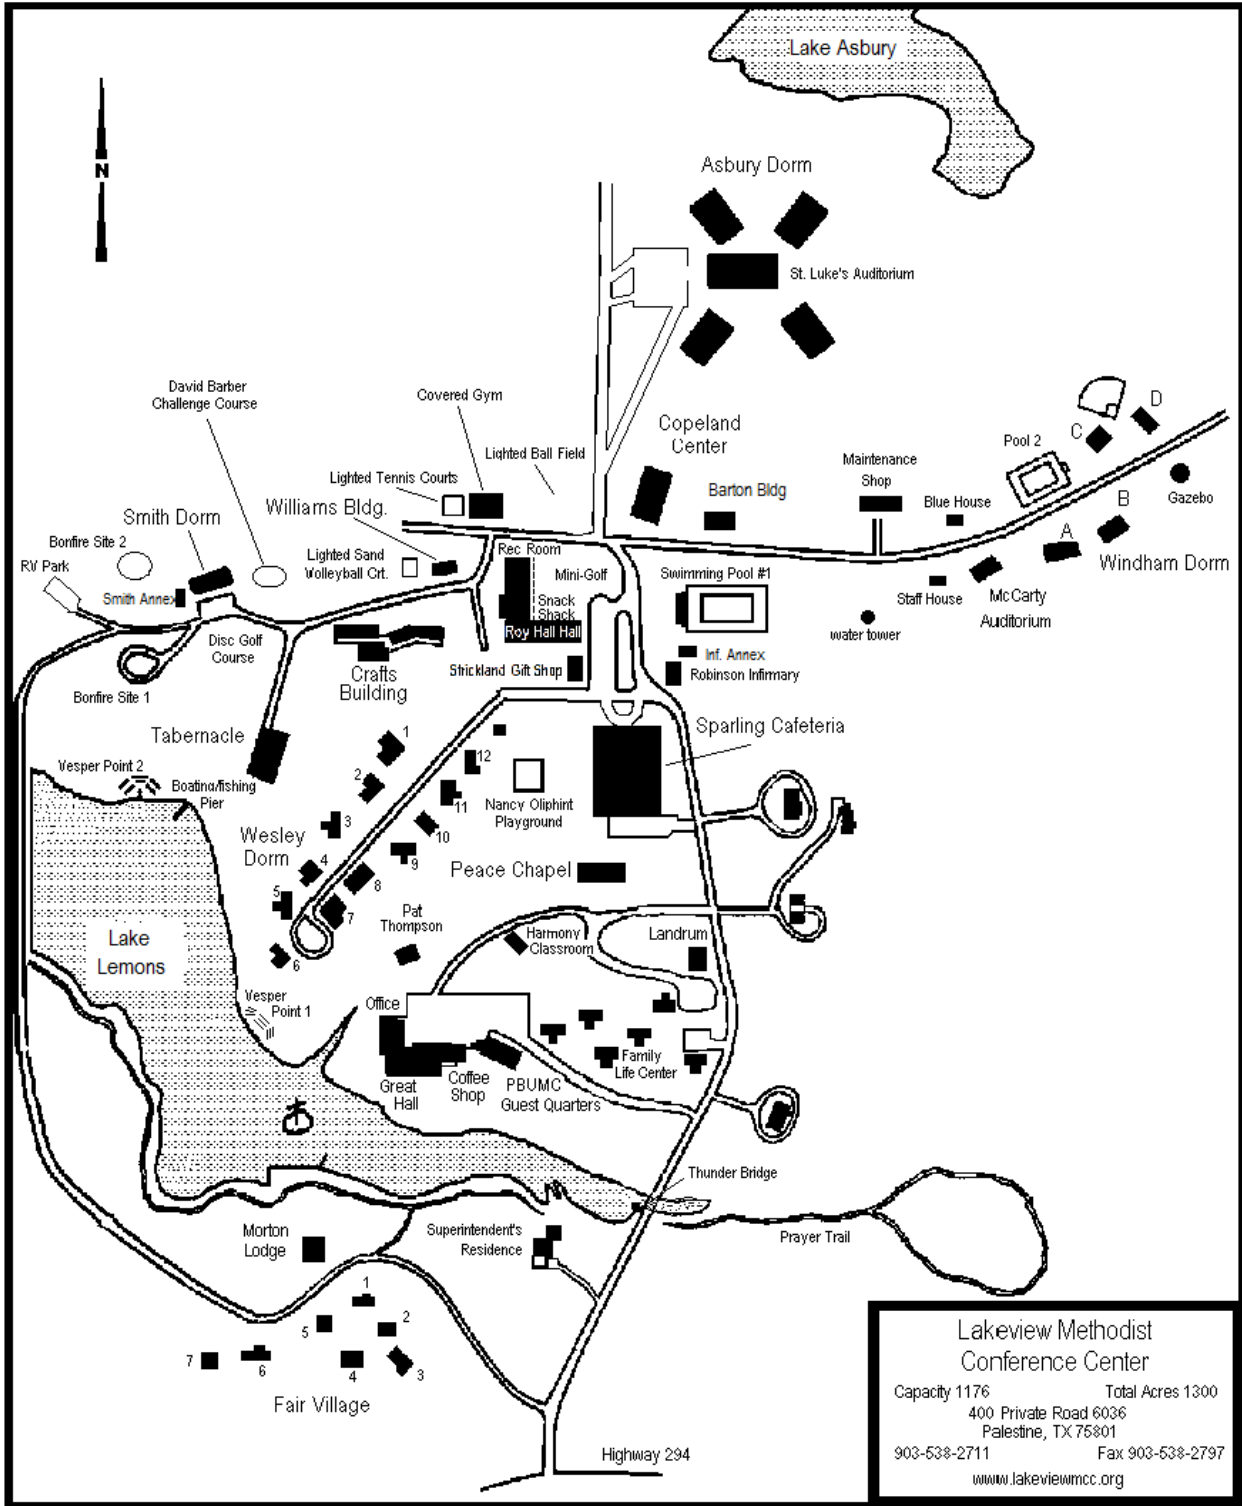 Lake Asbury
N
Asbury Dorm
St. Luke's Auditorium
David Barber
Challenge Course
Covered Gym
Lighted Ball Field
Copeland
Center
Lighted Tennis Courts
Williams Bldg.
Barton Bldg
Maintenance
Shop
Pool 2
C
D
Blue House
Gazebo
A
B
Windham Dorm
Smith Dorm
Bonfire Site 2
RV Park
Smith Annex
Lighted Sand
Volleyball Crt.
Rec Room
Mini-Golf
Snack
Shack
Roy Hall Hall
Swimming Pool #1
Staff House
McCarty
Auditorium
water tower
Disc Golf
Course
Bonfire Site 1
Crafts
Building
Strickland Gift Shop
Inf. Annex
Robinson Infirmary
Tabernacle
Sparling Cafeteria
Vesper Point 2
Boating/fishing
Pier
1
2
3
4
5
6
7
8
9
10
11
12
Wesley
Dorm
Nancy Oliphint
Playground
Peace Chapel
Pat
Thompson
Harmony
Classroom
Landrum
Lake
Lemons
Vesper
Point 1
Office
Great
Hall
Coffee
Shop
PBUMC
Guest Quarters
Family
Life Center
Thunder Bridge
Prayer Trail
Morton
Lodge
Superintendent's
Residence
1
2
3
4
5
6
7
Fair Village
Highway 294
Lakeview Methodist
Conference Center
Capacity 1176 Total Acres 1300
400 Private Road 6036
Palestine, TX 75801
903-538-2711 Fax 903-538-2797
www.lakeviewmcc.org